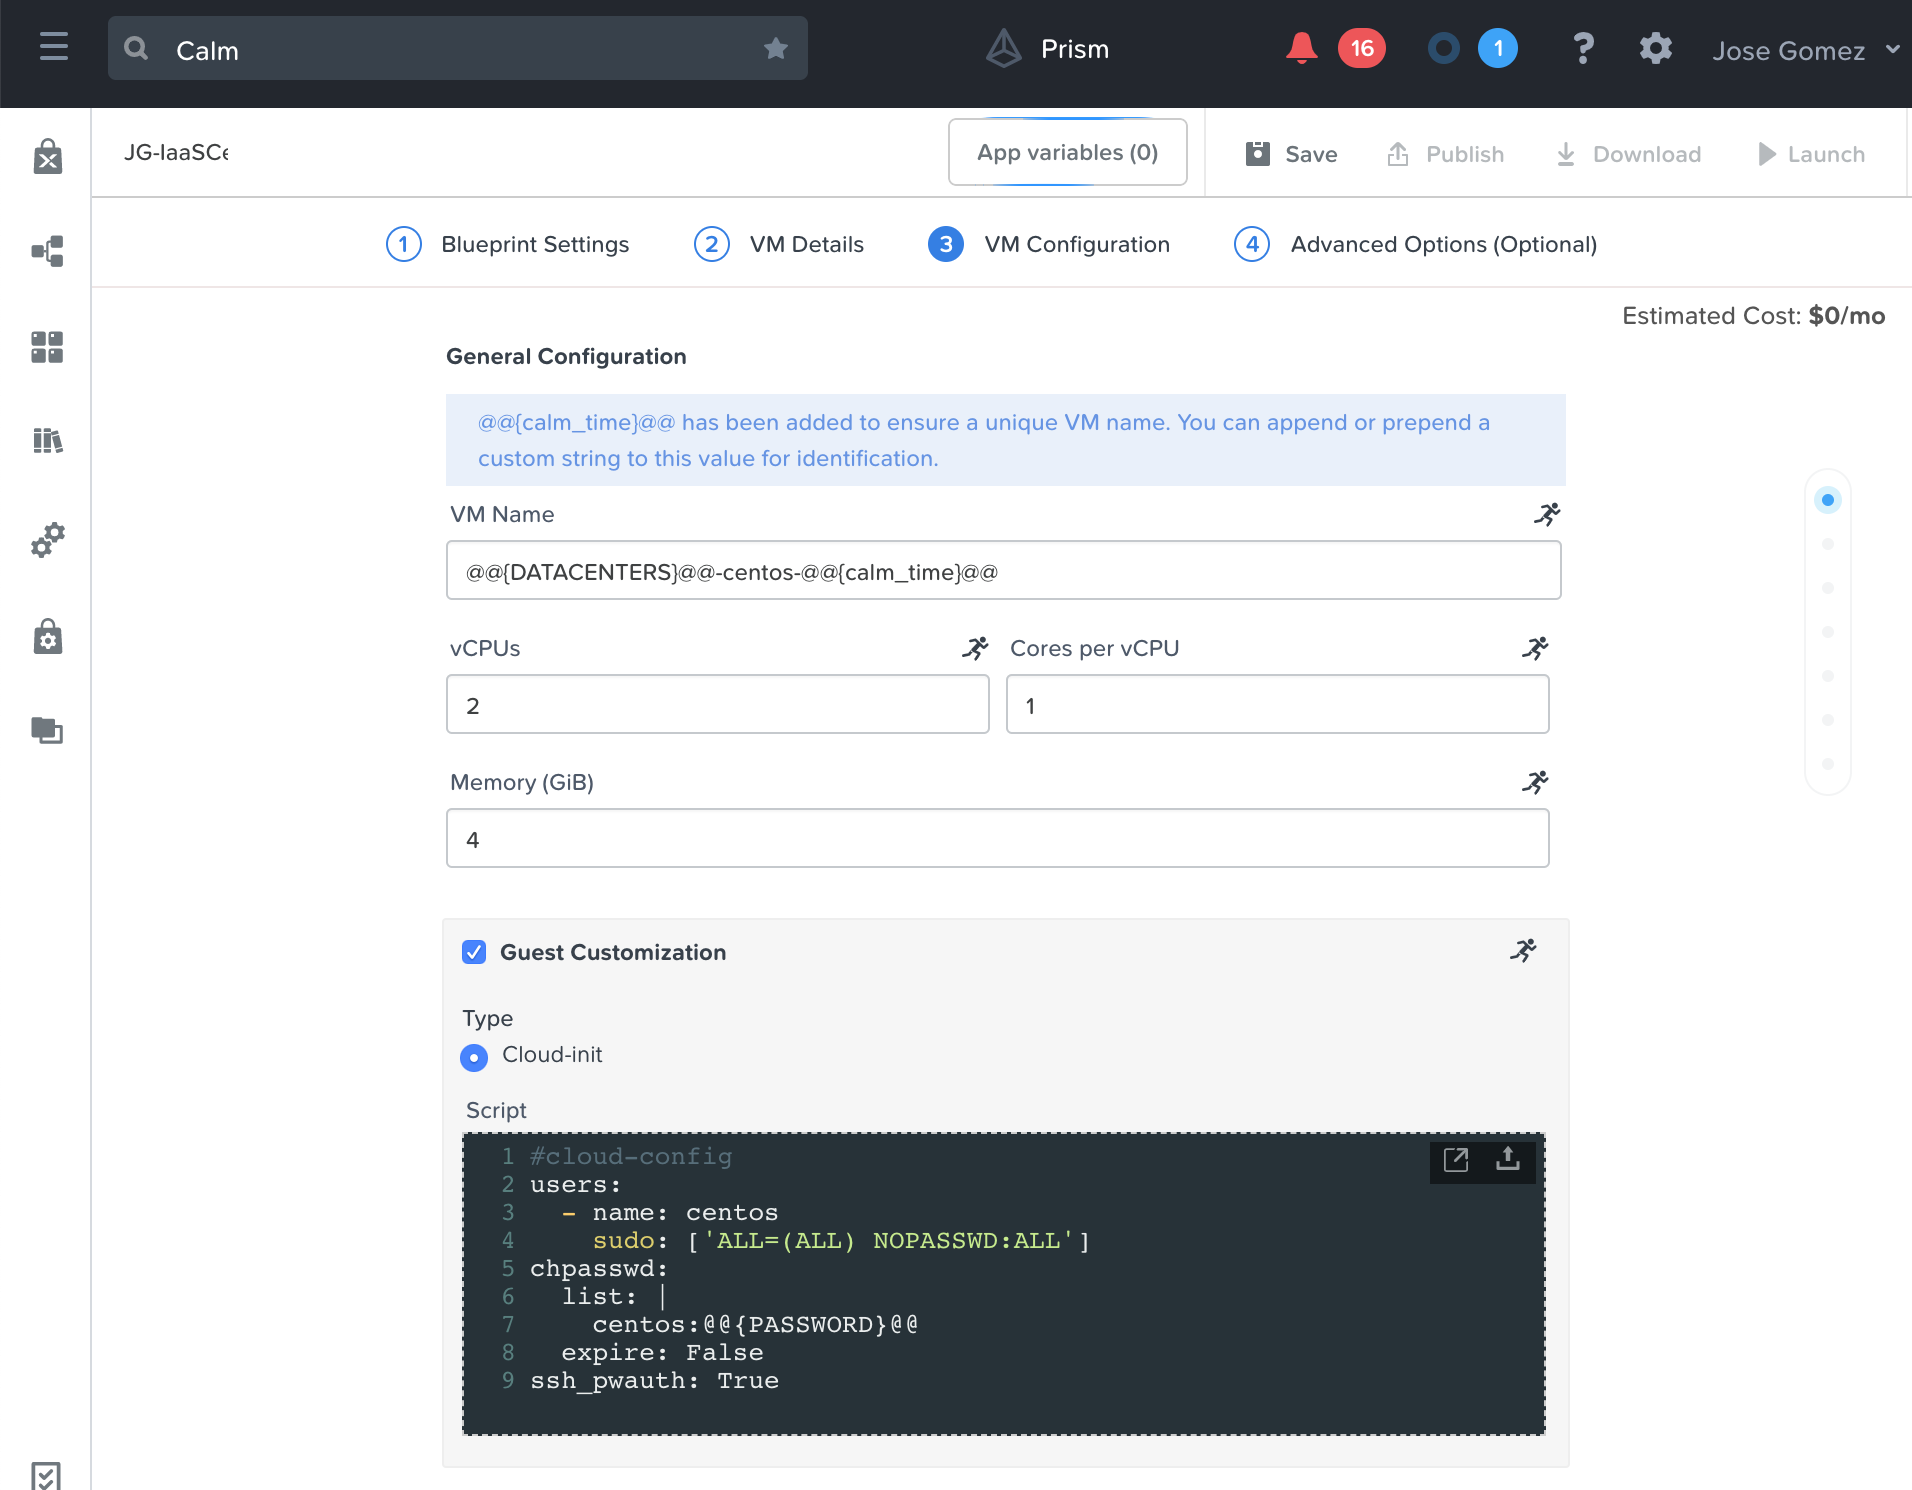 Calm
Prism
16
1
?
Jose Gomez
JG-IaaSCe
App variables (0)
Save
Publish
Download
Launch
1 Blueprint Settings
2 VM Details
3 VM Configuration
4 Advanced Options (Optional)
Estimated Cost: $0/mo
General Configuration
@@{calm_time}@@ has been added to ensure a unique VM name. You can append or prepend a
custom string to this value for identification.
VM Name
@@{DATACENTERS}@@-centos-@@{calm_time}@@
vCPUs
Cores per vCPU
2
1
Memory (GiB)
4
Guest Customization
Type
Cloud-init
Script
1 #cloud-config
2 users:
3   - name: centos
4     sudo: ['ALL=(ALL) NOPASSWD:ALL']
5 chpasswd:
6   list: |
7     centos:@@{PASSWORD}@@
8   expire: False
9 ssh_pwauth: True